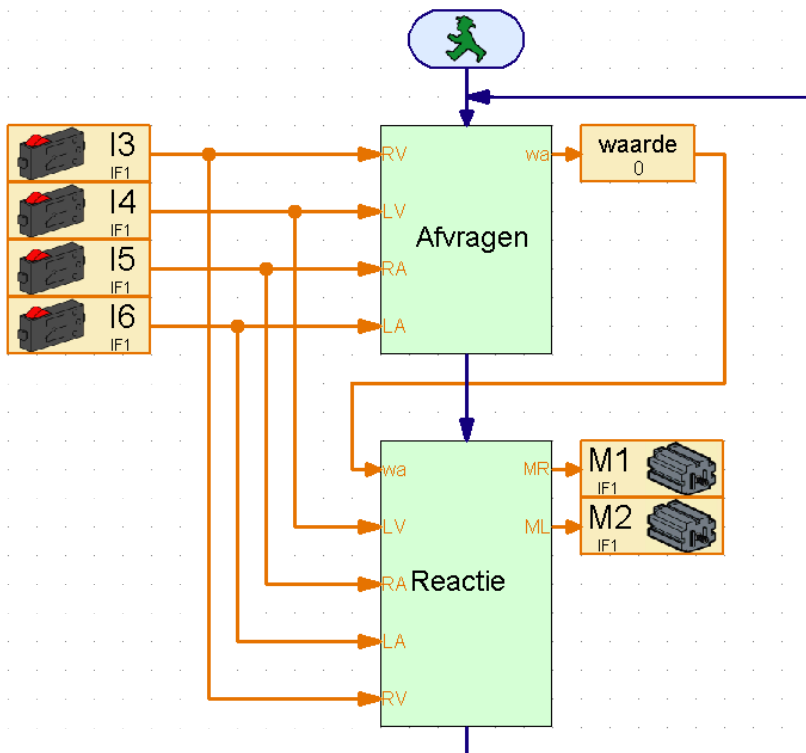 I3
IF1
I4
IF1
I5
IF1
I6
IF1
RV
LV
RA
LA
Afvragen
wa
waarde
0
wa
LV
RA
LA
RV
Reactie
MR
ML
M1
IF1
M2
IF1